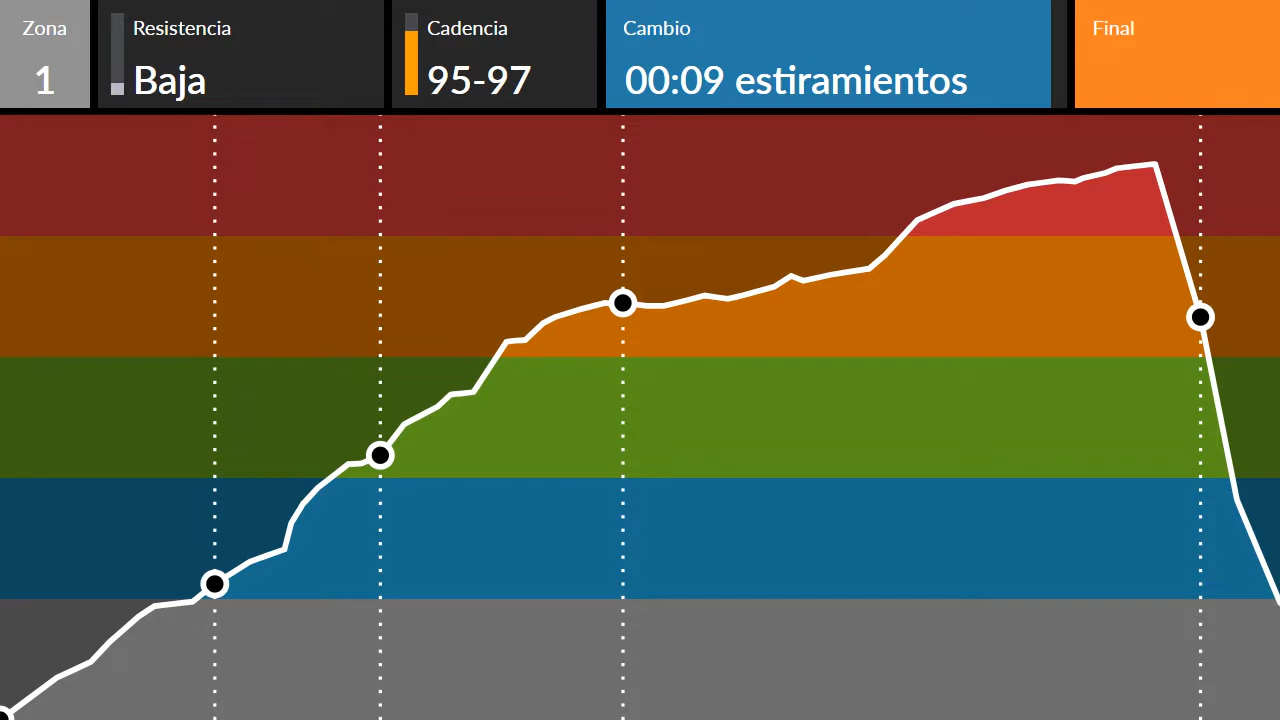 Zona
1
Resistencia
Baja
Cadencia
95-97
Cambio
00:09 estiramientos
Final